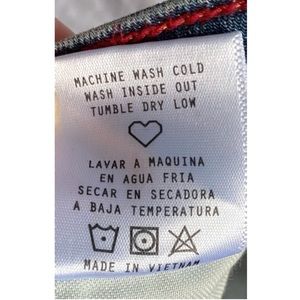 MACHINE WASH COLD
WASH INSIDE OUT
TUMBLE DRY LOW
LAVAR A MAQUINA
EN AGUA FRIA
SECAR EN SECADORA
A BAJA TEMPERATURA
MADE IN VIETNAM